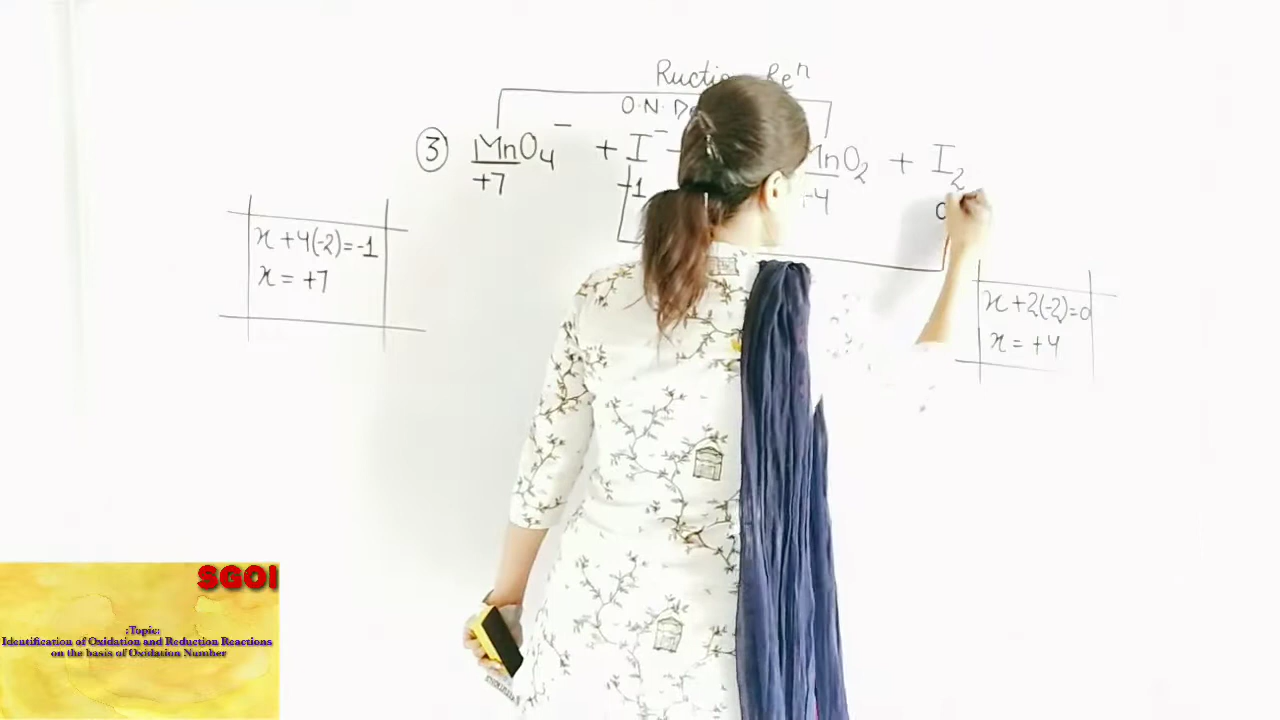 Ructio Reⁿ
O.N. De
③ MnO₄⁻ + I⁻ MnO₂ + I₂
+7 -1 +4 0
x + 4(-2) = -1
x = +7
x + 2(-2) = 0
x = +4
SGOI
:Topic:
Identification of Oxidation and Reduction Reactions
on the basis of Oxidation Number